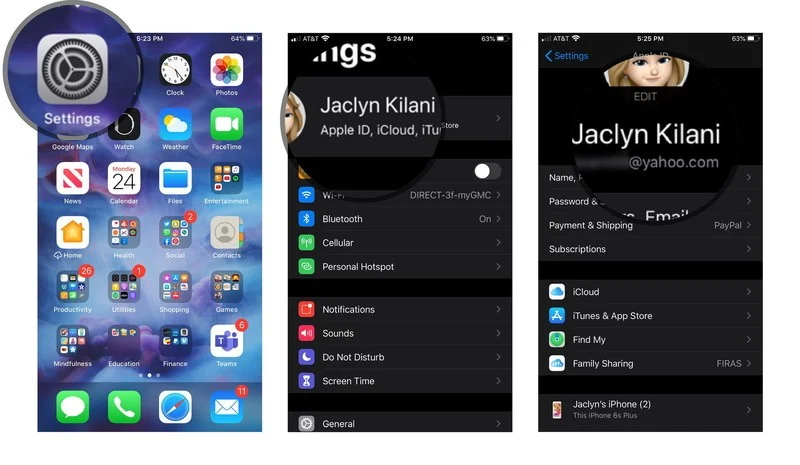 5:23 PM
64%
Settings
Clock
Photos
Google Maps
Watch
Weather
FaceTime
News
Monday
24
Calendar
Files
Entertainment
2
Home
Health
Social
Contacts
26
1
Productivity
Utilities
Shopping
Games
6
Mindfulness
Education
Finance
Teams
11
AT&T
5:24 PM
63%
ings
Jaclyn Kilani
Apple ID, iCloud, iTu
Store
Wi-Fi DIRECT-3f-myGMC
Bluetooth On
Cellular
Personal Hotspot
Notifications
Sounds
Do Not Disturb
Screen Time
General
AT&T
5:25 PM
63%
Settings
Apple ID
EDIT
Jaclyn Kilani
@yahoo.com
Name,
Password &
Email
Payment & Shipping PayPal
Subscriptions
iCloud
iTunes & App Store
Find My
Family Sharing FIRAS
Jaclyn's iPhone (2)
This iPhone 6s Plus